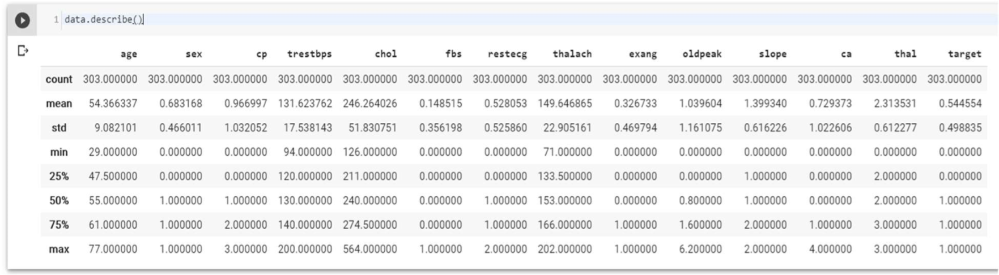 1 data.describe()
age sex cp trestbps chol fbs restecg thalach exang oldpeak slope ca thal target
count 303.000000 303.000000 303.000000 303.000000 303.000000 303.000000 303.000000 303.000000 303.000000 303.000000 303.000000 303.000000 303.000000 303.000000
mean 54.366337 0.683168 0.966997 131.623762 246.264026 0.148515 0.528053 149.646865 0.326733 1.039604 1.399340 0.729373 2.313531 0.544554
std 9.082101 0.466011 1.032052 17.538143 51.830751 0.356198 0.525860 22.905161 0.469794 1.161075 0.616226 1.022606 0.612277 0.498835
min 29.000000 0.000000 0.000000 94.000000 126.000000 0.000000 0.000000 71.000000 0.000000 0.000000 0.000000 0.000000 0.000000 0.000000
25% 47.500000 0.000000 0.000000 120.000000 211.000000 0.000000 0.000000 133.500000 0.000000 0.000000 1.000000 0.000000 2.000000 0.000000
50% 55.000000 1.000000 1.000000 130.000000 240.000000 0.000000 1.000000 153.000000 0.000000 0.800000 1.000000 0.000000 2.000000 1.000000
75% 61.000000 1.000000 2.000000 140.000000 274.500000 0.000000 1.000000 166.000000 1.000000 1.600000 2.000000 1.000000 3.000000 1.000000
max 77.000000 1.000000 3.000000 200.000000 564.000000 1.000000 2.000000 202.000000 1.000000 6.200000 2.000000 4.000000 3.000000 1.000000